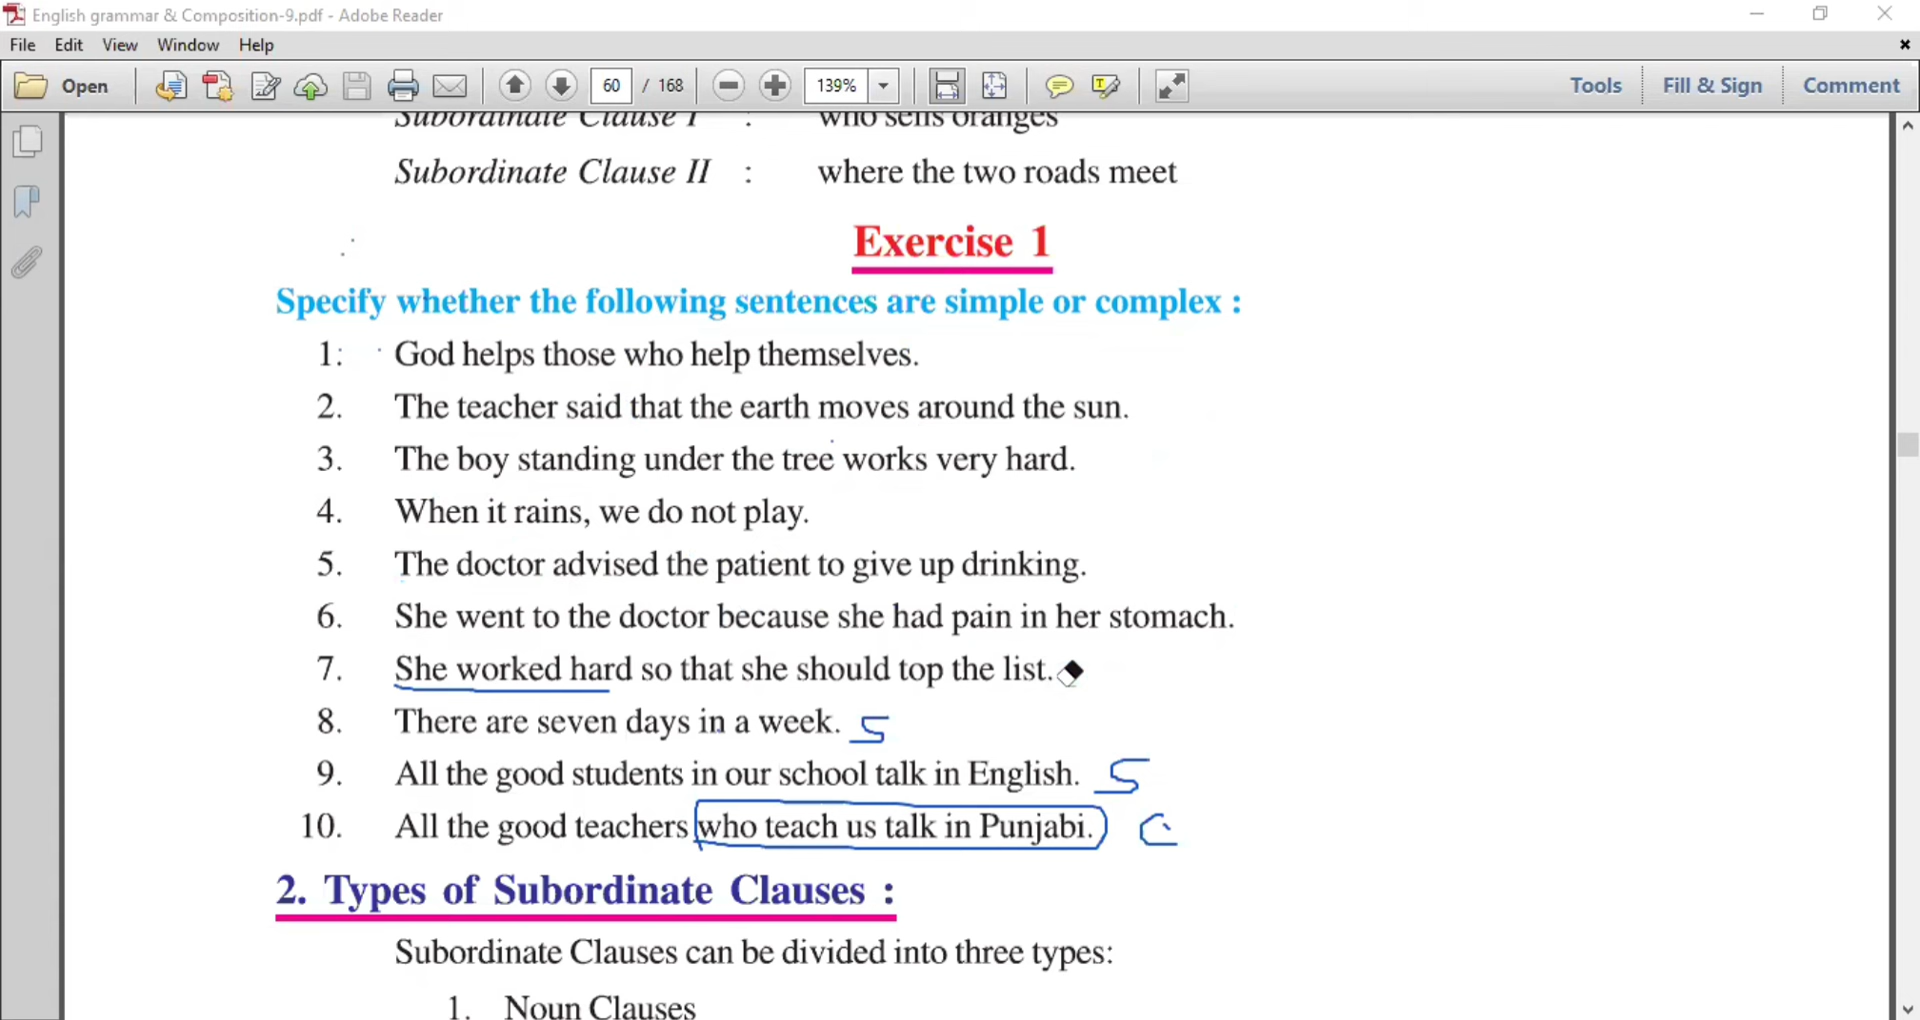 English grammar & Composition-9.pdf - Adobe Reader
File Edit View Window Help
Open 60 / 168 139% Tools Fill & Sign Comment
Subordinate Clause I : who sells oranges
Subordinate Clause II : where the two roads meet
Exercise 1
Specify whether the following sentences are simple or complex :
1. God helps those who help themselves.
2. The teacher said that the earth moves around the sun.
3. The boy standing under the tree works very hard.
4. When it rains, we do not play.
5. The doctor advised the patient to give up drinking.
6. She went to the doctor because she had pain in her stomach.
7. She worked hard so that she should top the list.
8. There are seven days in a week. S
9. All the good students in our school talk in English. S
10. All the good teachers who teach us talk in Punjabi. C
2. Types of Subordinate Clauses :
Subordinate Clauses can be divided into three types:
1. Noun Clauses